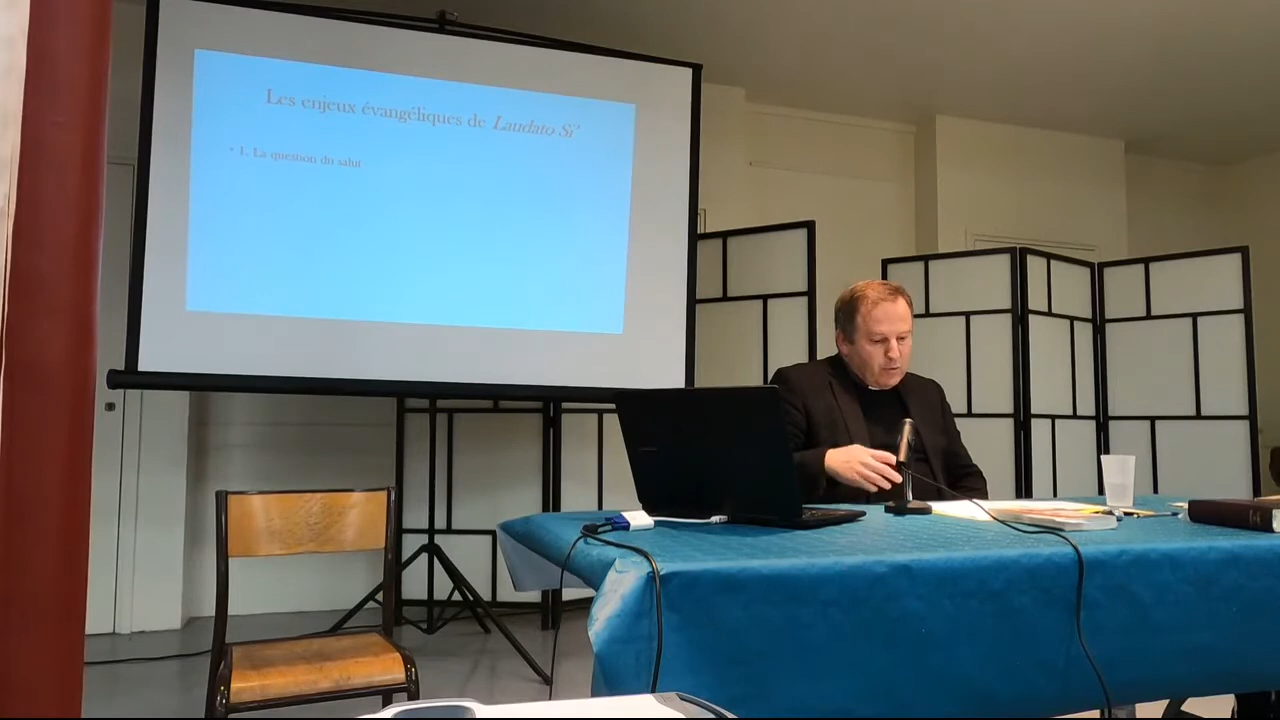 Les enjeux évangéliques de Laudato Si'
• 1. La question du salut